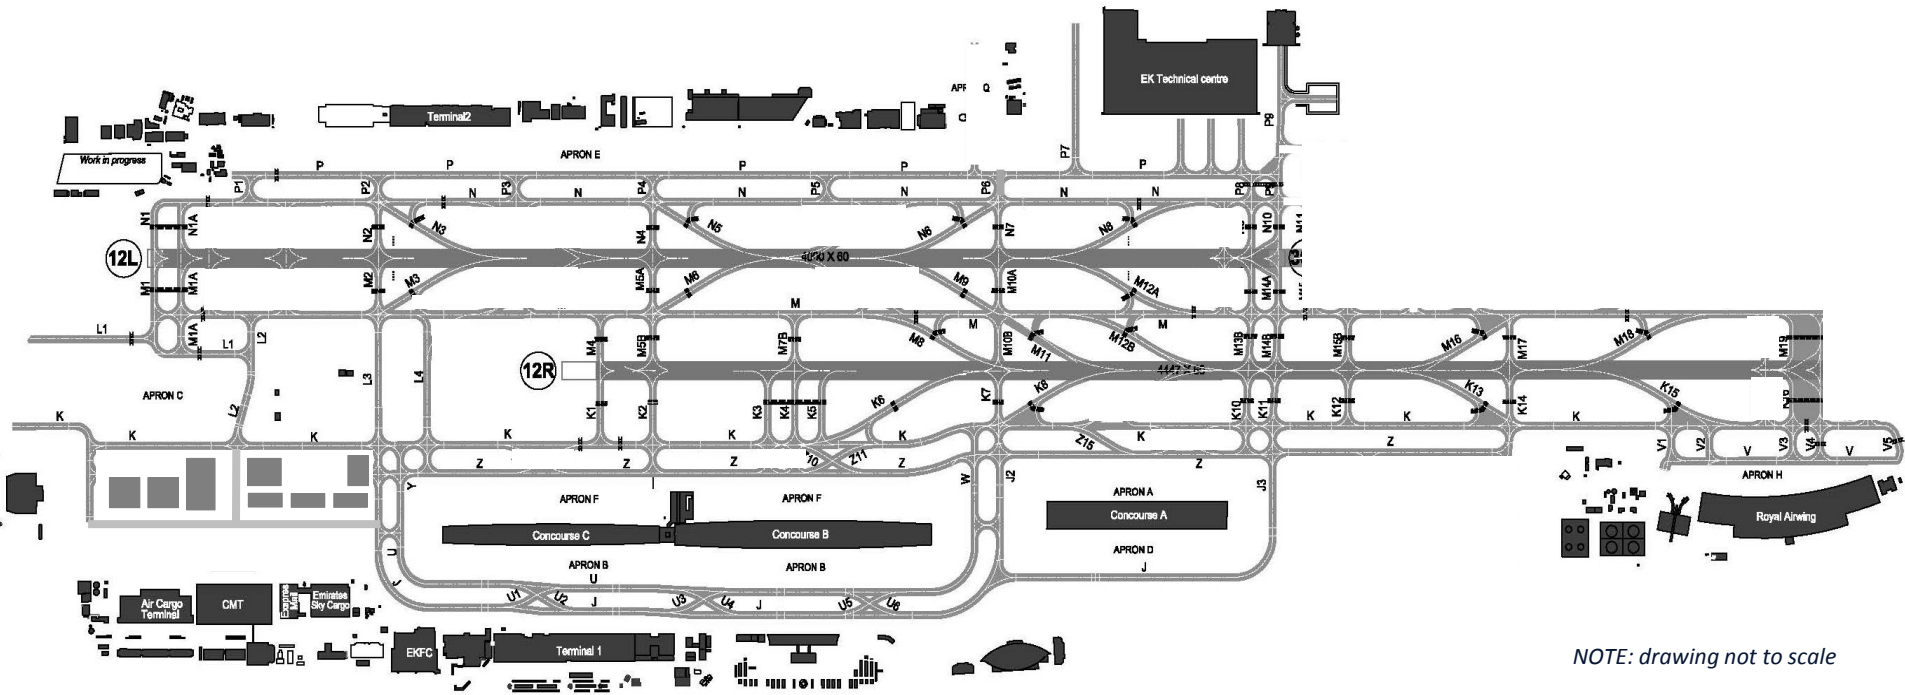 EK Technical centre
Terminal2
APRON E
Work in progress
Q
P9
P7
P P P P P
P1 P2 P3 P4 P5 P6 P8
N N N N N N
N1 N1A N2 N3 N4 N5 N6 N7 N8 N10
12L
4000 X 60
M1 M1A M2 M3 M5A M6 M9 M10A M12A M14A
M
L1 M1A L1 L2
M4 M5B M7B M8 M M10B M11 M12B M M13B M14B M15B M16 M17 M18 M19
12R
4447 X 60
L3 L4
APRON C
L2
K1 K2 K3 K4 K5 K6 K7 K8 K10 K11 K12 K13 K14 K15
K K K K K K K K K K
Z Z Z Z Z Z
Z11 Z15
V1 V2 V3 V4 V5
V V
APRON H
Y W J2 J3
APRON F APRON F
APRON A
Concourse A
Concourse C Concourse B
APRON D
Royal Airwing
APRON B APRON B
U U J J J J
U1 U2 U3 U4 U5 U6
Air Cargo
Terminal
CMT
Express
Mail
Emirates
Sky Cargo
EKFC
Terminal 1
NOTE: drawing not to scale